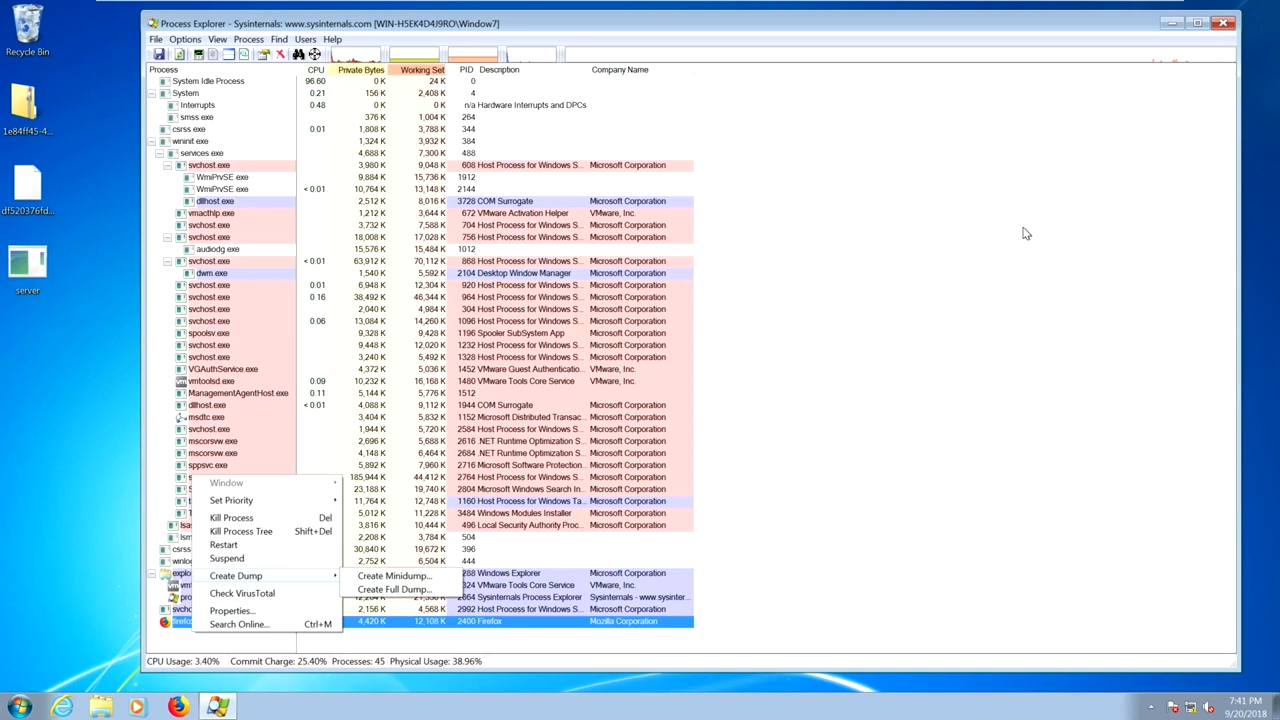 Recycle Bin
1e84ff45-4...
df520376fd...
server
Process Explorer - Sysinternals: www.sysinternals.com [WIN-H5EK4D4J9RO\Window7]
File Options View Process Find Users Help
Process CPU Private Bytes Working Set PID Description Company Name
System Idle Process 96.60 0 K 24 K 0
System 0.21 156 K 2,408 K 4
Interrupts 0.48 0 K 0 K n/a Hardware Interrupts and DPCs
smss.exe 376 K 1,004 K 264
csrss.exe 0.01 1,808 K 3,788 K 344
wininit.exe 1,324 K 3,932 K 384
services.exe 4,688 K 7,300 K 488
svchost.exe 3,980 K 9,048 K 608 Host Process for Windows S... Microsoft Corporation
WmiPrvSE.exe 9,884 K 15,736 K 1912
WmiPrvSE.exe < 0.01 10,764 K 13,148 K 2144
dllhost.exe 2,512 K 8,016 K 3728 COM Surrogate Microsoft Corporation
vmacthlp.exe 1,212 K 3,644 K 672 VMware Activation Helper VMware, Inc.
svchost.exe 3,732 K 7,588 K 704 Host Process for Windows S... Microsoft Corporation
svchost.exe 18,008 K 17,028 K 756 Host Process for Windows S... Microsoft Corporation
audiodg.exe 15,576 K 15,484 K 1012
svchost.exe < 0.01 63,912 K 70,112 K 868 Host Process for Windows S... Microsoft Corporation
dwm.exe 1,540 K 5,592 K 2104 Desktop Window Manager Microsoft Corporation
svchost.exe 0.01 6,948 K 12,304 K 920 Host Process for Windows S... Microsoft Corporation
svchost.exe 0.16 38,492 K 46,344 K 964 Host Process for Windows S... Microsoft Corporation
svchost.exe 2,040 K 4,984 K 304 Host Process for Windows S... Microsoft Corporation
svchost.exe 0.06 13,084 K 14,260 K 1096 Host Process for Windows S... Microsoft Corporation
spoolsv.exe 9,328 K 9,428 K 1196 Spooler SubSystem App Microsoft Corporation
svchost.exe 9,448 K 12,020 K 1232 Host Process for Windows S... Microsoft Corporation
svchost.exe 3,240 K 5,492 K 1328 Host Process for Windows S... Microsoft Corporation
VGAuthService.exe 4,372 K 5,036 K 1452 VMware Guest Authenticatio... VMware, Inc.
vmtoolsd.exe 0.09 10,232 K 16,168 K 1480 VMware Tools Core Service VMware, Inc.
ManagementAgentHost.exe 0.11 5,144 K 5,776 K 1512
dllhost.exe < 0.01 4,088 K 9,112 K 1944 COM Surrogate Microsoft Corporation
msdtc.exe 3,404 K 5,832 K 1152 Microsoft Distributed Transac... Microsoft Corporation
svchost.exe 1,944 K 5,720 K 2584 Host Process for Windows S... Microsoft Corporation
mscorsvw.exe 2,696 K 5,688 K 2616 .NET Runtime Optimization S... Microsoft Corporation
mscorsvw.exe 4,148 K 6,464 K 2684 .NET Runtime Optimization S... Microsoft Corporation
sppsvc.exe 5,892 K 7,960 K 2716 Microsoft Software Protection... Microsoft Corporation
185,944 K 44,412 K 2764 Host Process for Windows S... Microsoft Corporation
23,188 K 19,740 K 2804 Microsoft Windows Search In... Microsoft Corporation
11,764 K 12,748 K 1160 Host Process for Windows Ta... Microsoft Corporation
5,012 K 11,228 K 3484 Windows Modules Installer Microsoft Corporation
lsas 3,816 K 10,444 K 496 Local Security Authority Proc... Microsoft Corporation
lsm 2,208 K 3,784 K 504
csrss 30,840 K 19,672 K 396
winlog 2,752 K 6,504 K 444
explo 288 Windows Explorer Microsoft Corporation
vm 324 VMware Tools Core Service VMware, Inc.
pro 2664 Sysinternals Process Explorer Sysinternals - www.sysinter...
svcho 2,156 K 4,568 K 2992 Host Process for Windows S... Microsoft Corporation
firefox 4,420 K 12,108 K 2400 Firefox Mozilla Corporation
Window
Set Priority
Kill Process Del
Kill Process Tree Shift+Del
Restart
Suspend
Create Dump
Check VirusTotal
Properties...
Search Online... Ctrl+M
Create Minidump...
Create Full Dump...
CPU Usage: 3.40% Commit Charge: 25.40% Processes: 45 Physical Usage: 38.96%
7:41 PM
9/20/2018